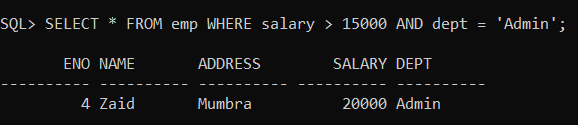 SQL> SELECT * FROM emp WHERE salary > 15000 AND dept = 'Admin';
       ENO NAME       ADDRESS        SALARY DEPT
---------- ---------- ---------- ---------- ----------
         4 Zaid       Mumbra          20000 Admin